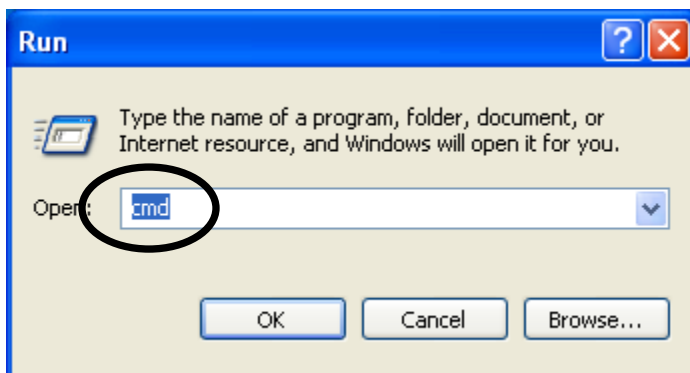 Run
Type the name of a program, folder, document, or
Internet resource, and Windows will open it for you.
Open: cmd
OK Cancel Browse...